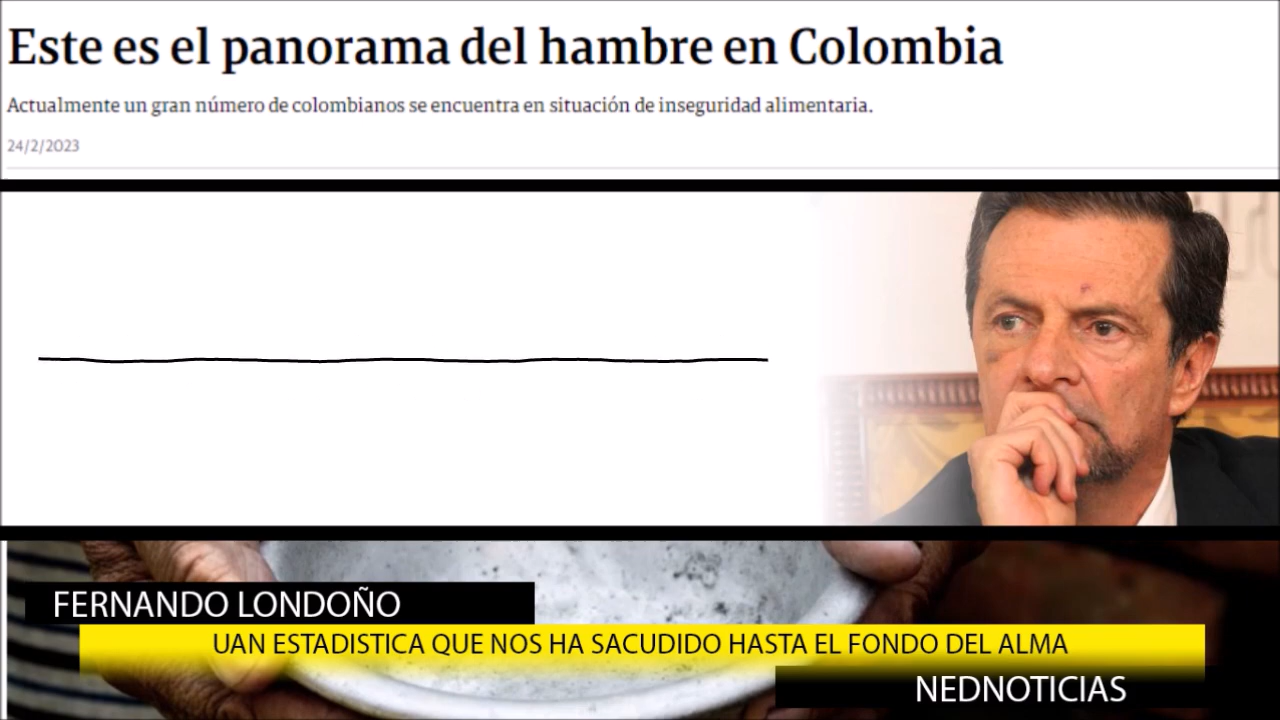 Este es el panorama del hambre en Colombia
Actualmente un gran número de colombianos se encuentra en situación de inseguridad alimentaria.
24/2/2023
FERNANDO LONDOÑO
UAN ESTADISTICA QUE NOS HA SACUDIDO HASTA EL FONDO DEL ALMA
NEDNOTICIAS